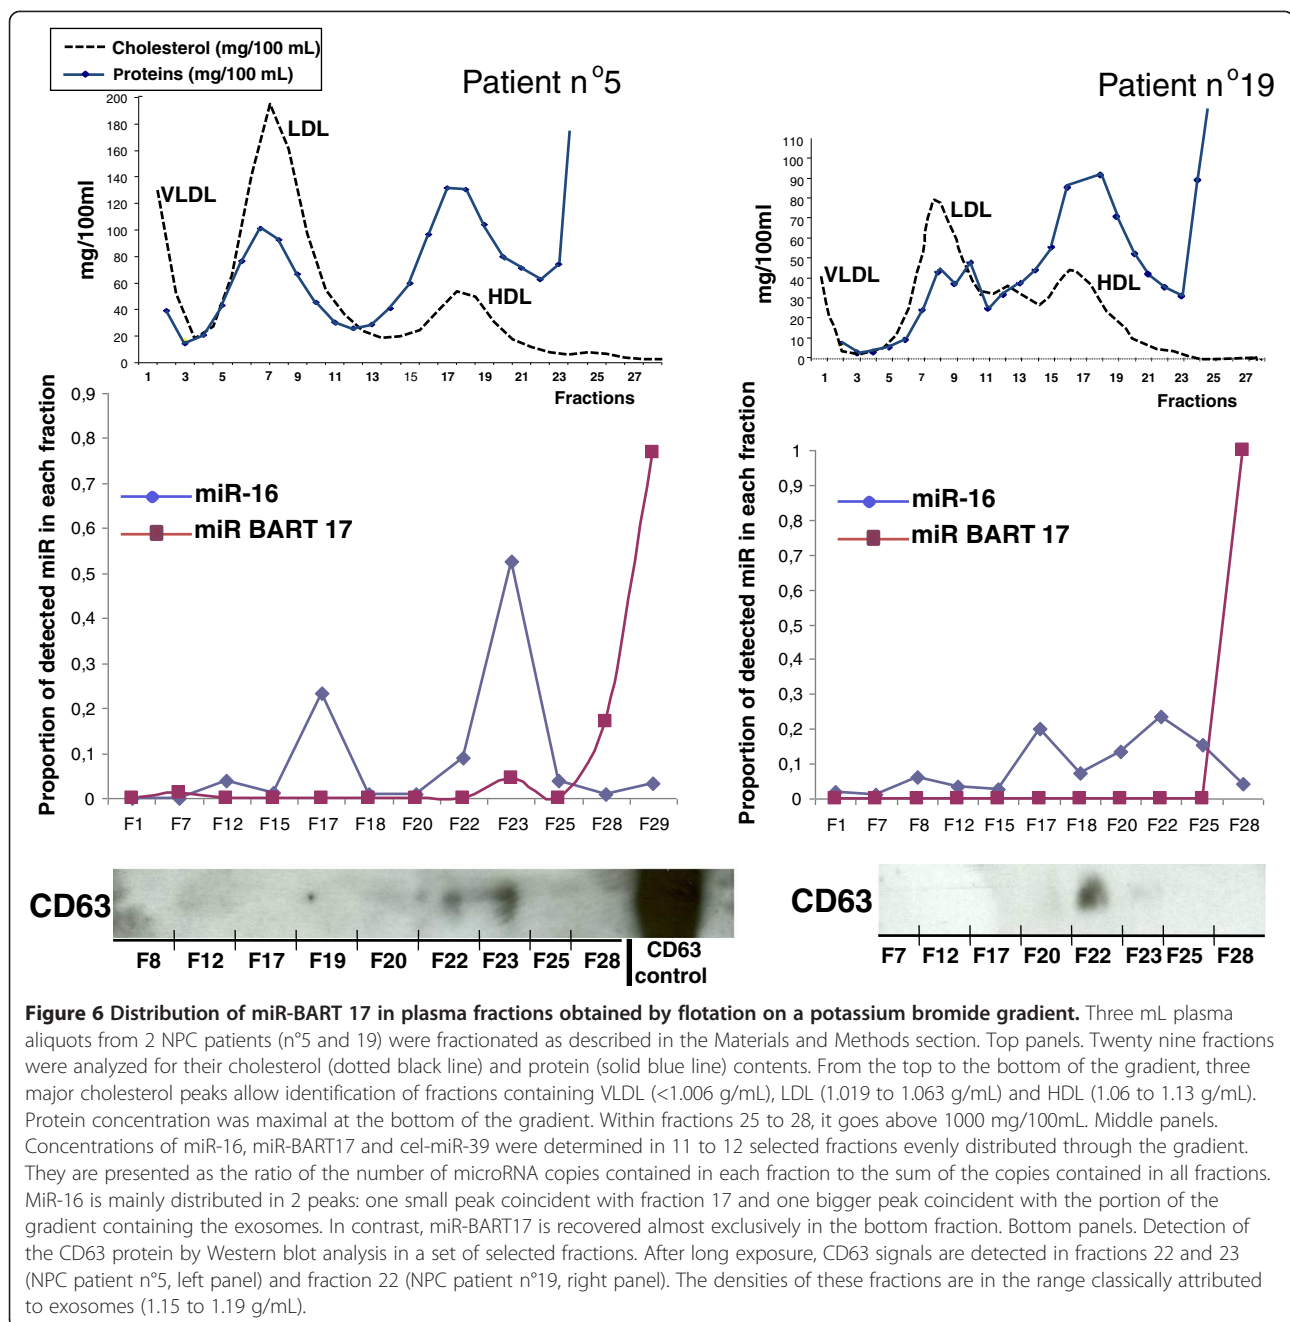 Cholesterol (mg/100 mL)
Proteins (mg/100 mL)
Patient n°5
mg/100ml
200
180
160
140
120
100
80
60
40
20
0
VLDL
LDL
HDL
1 3 5 7 9 11 13 15 17 19 21 23 25 27
Fractions
Patient n°19
mg/100ml
110
100
90
80
70
60
50
40
30
20
10
0
VLDL
LDL
HDL
1 3 5 7 9 11 13 15 17 19 21 23 25 27
Fractions
Proportion of detected miR in each fraction
0,9
0,8
0,7
0,6
0,5
0,4
0,3
0,2
0,1
0
miR-16
miR BART 17
F1 F7 F12 F15 F17 F18 F20 F22 F23 F25 F28 F29
Proportion of detected miR in each fraction
1
0,9
0,8
0,7
0,6
0,5
0,4
0,3
0,2
0,1
0
miR-16
miR BART 17
F1 F7 F8 F12 F15 F17 F18 F20 F22 F25 F28
CD63
F8 F12 F17 F19 F20 F22 F23 F25 F28 CD63
control
CD63
F7 F12 F17 F20 F22 F23 F25 F28
Figure 6 Distribution of miR-BART 17 in plasma fractions obtained by flotation on a potassium bromide gradient. Three mL plasma
aliquots from 2 NPC patients (n°5 and 19) were fractionated as described in the Materials and Methods section. Top panels. Twenty nine fractions
were analyzed for their cholesterol (dotted black line) and protein (solid blue line) contents. From the top to the bottom of the gradient, three
major cholesterol peaks allow identification of fractions containing VLDL (<1.006 g/mL), LDL (1.019 to 1.063 g/mL) and HDL (1.06 to 1.13 g/mL).
Protein concentration was maximal at the bottom of the gradient. Within fractions 25 to 28, it goes above 1000 mg/100mL. Middle panels.
Concentrations of miR-16, miR-BART17 and cel-miR-39 were determined in 11 to 12 selected fractions evenly distributed through the gradient.
They are presented as the ratio of the number of microRNA copies contained in each fraction to the sum of the copies contained in all fractions.
MiR-16 is mainly distributed in 2 peaks: one small peak coincident with fraction 17 and one bigger peak coincident with the portion of the
gradient containing the exosomes. In contrast, miR-BART17 is recovered almost exclusively in the bottom fraction. Bottom panels. Detection of
the CD63 protein by Western blot analysis in a set of selected fractions. After long exposure, CD63 signals are detected in fractions 22 and 23
(NPC patient n°5, left panel) and fraction 22 (NPC patient n°19, right panel). The densities of these fractions are in the range classically attributed
to exosomes (1.15 to 1.19 g/mL).